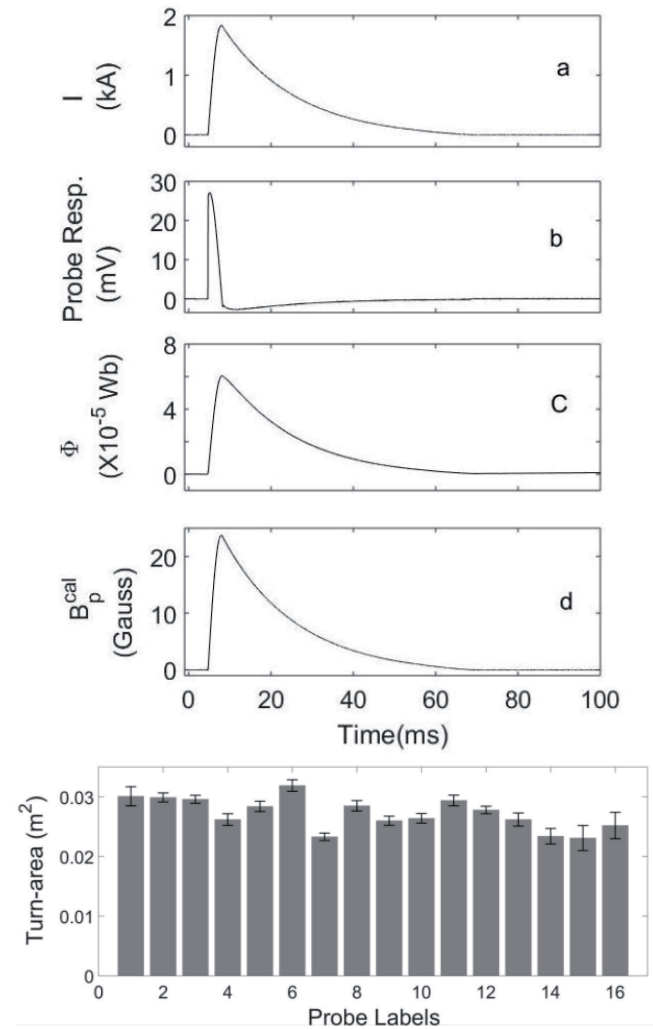 2
1
0
I
(kA)
a
30
20
10
0
Probe Resp.
(mV)
b
8
4
0
Φ
(X10⁻⁵ Wb)
C
20
10
0
B_p^cal
(Gauss)
d
0 20 40 60 80 100
Time(ms)
0.03
0.02
0.01
0
Turn-area (m²)
0 2 4 6 8 10 12 14 16
Probe Labels